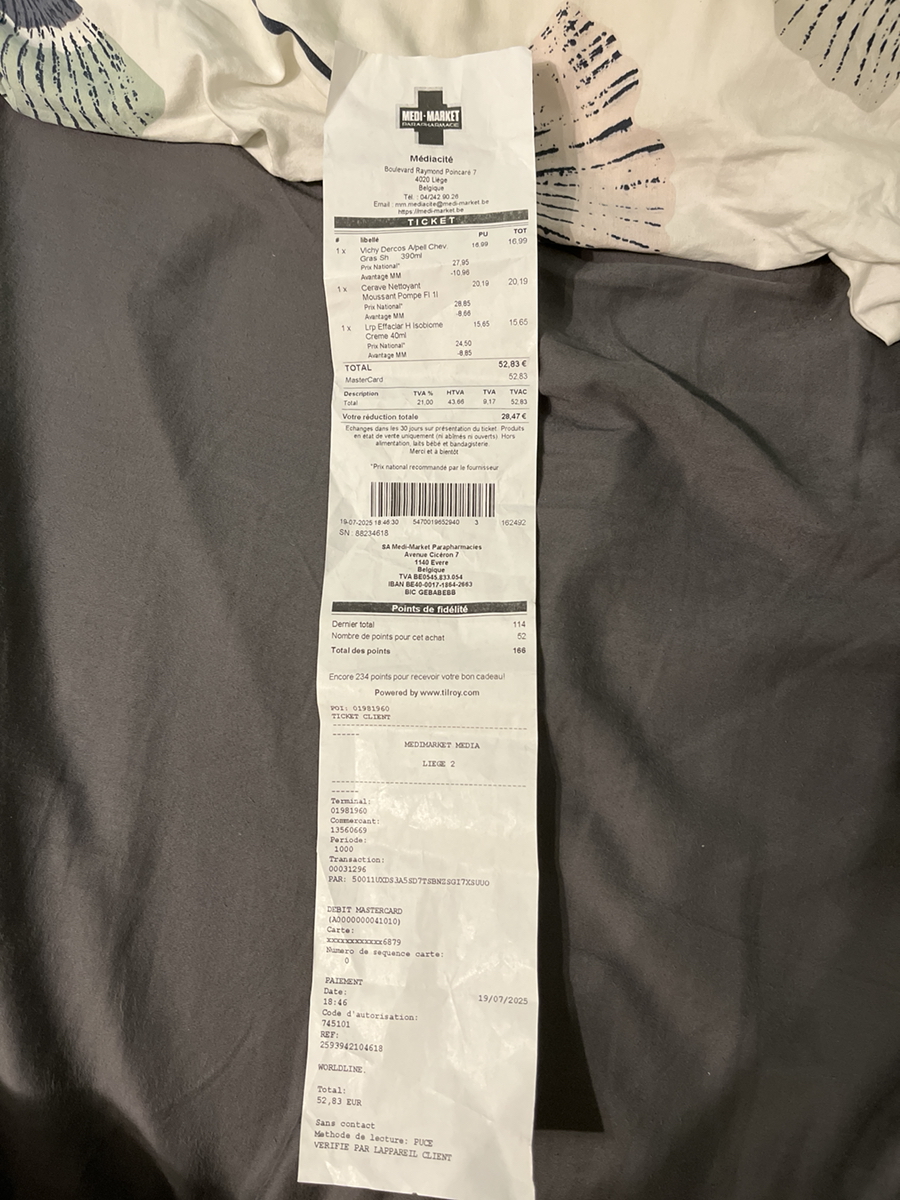 MEDI-MARKET
PARAPHARMACIE
Médiacité
Boulevard Raymond Poincaré 7
4020 Liège
Belgique
Tél. : 04/242 90 26
Email : mm.mediacite@medi-market.be
https://medi-market.be
TICKET
# libellé PU TOT
1 x Vichy Dercos A/pell Chev. 16,99 16,99
Gras Sh 390ml
Prix National* 27,95
Avantage MM -10,96
1 x Cerave Nettoyant 20,19 20,19
Moussant Pompe Fl 1l
Prix National* 28,85
Avantage MM -8,66
1 x Lrp Effaclar H Isobiome 15,65 15,65
Creme 40ml
Prix National* 24,50
Avantage MM -8,85
TOTAL 52,83 €
MasterCard 52,83
Description TVA % HTVA TVA TVAC
Total 21,00 43,66 9,17 52,83
Votre réduction totale 28,47 €
Echanges dans les 30 jours sur présentation du ticket. Produits
en état de vente uniquement (ni abîmés ni ouverts). Hors
alimentation, laits bébé et bandagisterie.
Merci et à bientôt
*Prix national recommandé par le fournisseur
19-07-2025 18:46:30 5470019652940 3 162492
SN : 88234618
SA Medi-Market Parapharmacies
Avenue Cicéron 7
1140 Evere
Belgique
TVA BE0545.833.054
IBAN BE40-0017-1864-2663
BIC GEBABEBB
Points de fidélité
Dernier total 114
Nombre de points pour cet achat 52
Total des points 166
Encore 234 points pour recevoir votre bon cadeau!
Powered by www.tilroy.com
POI: 01981960
TICKET CLIENT
MEDIMARKET MEDIA
LIEGE 2
Terminal:
01981960
Commercant:
13560669
Periode:
1000
Transaction:
00031296
PAR: 50011UXDS3A5SD7TSBNZSGI7XSUUO
DEBIT MASTERCARD
(A0000000041010)
Carte:
xxxxxxxxxxxx6879
Numero de sequence carte:
0
PAIEMENT
Date: 19/07/2025
18:46
Code d'autorisation:
745101
REF:
2593942104618
WORLDLINE.
Total:
52,83 EUR
Sans contact
Methode de lecture: PUCE
VERIFIE PAR LAPPAREIL CLIENT